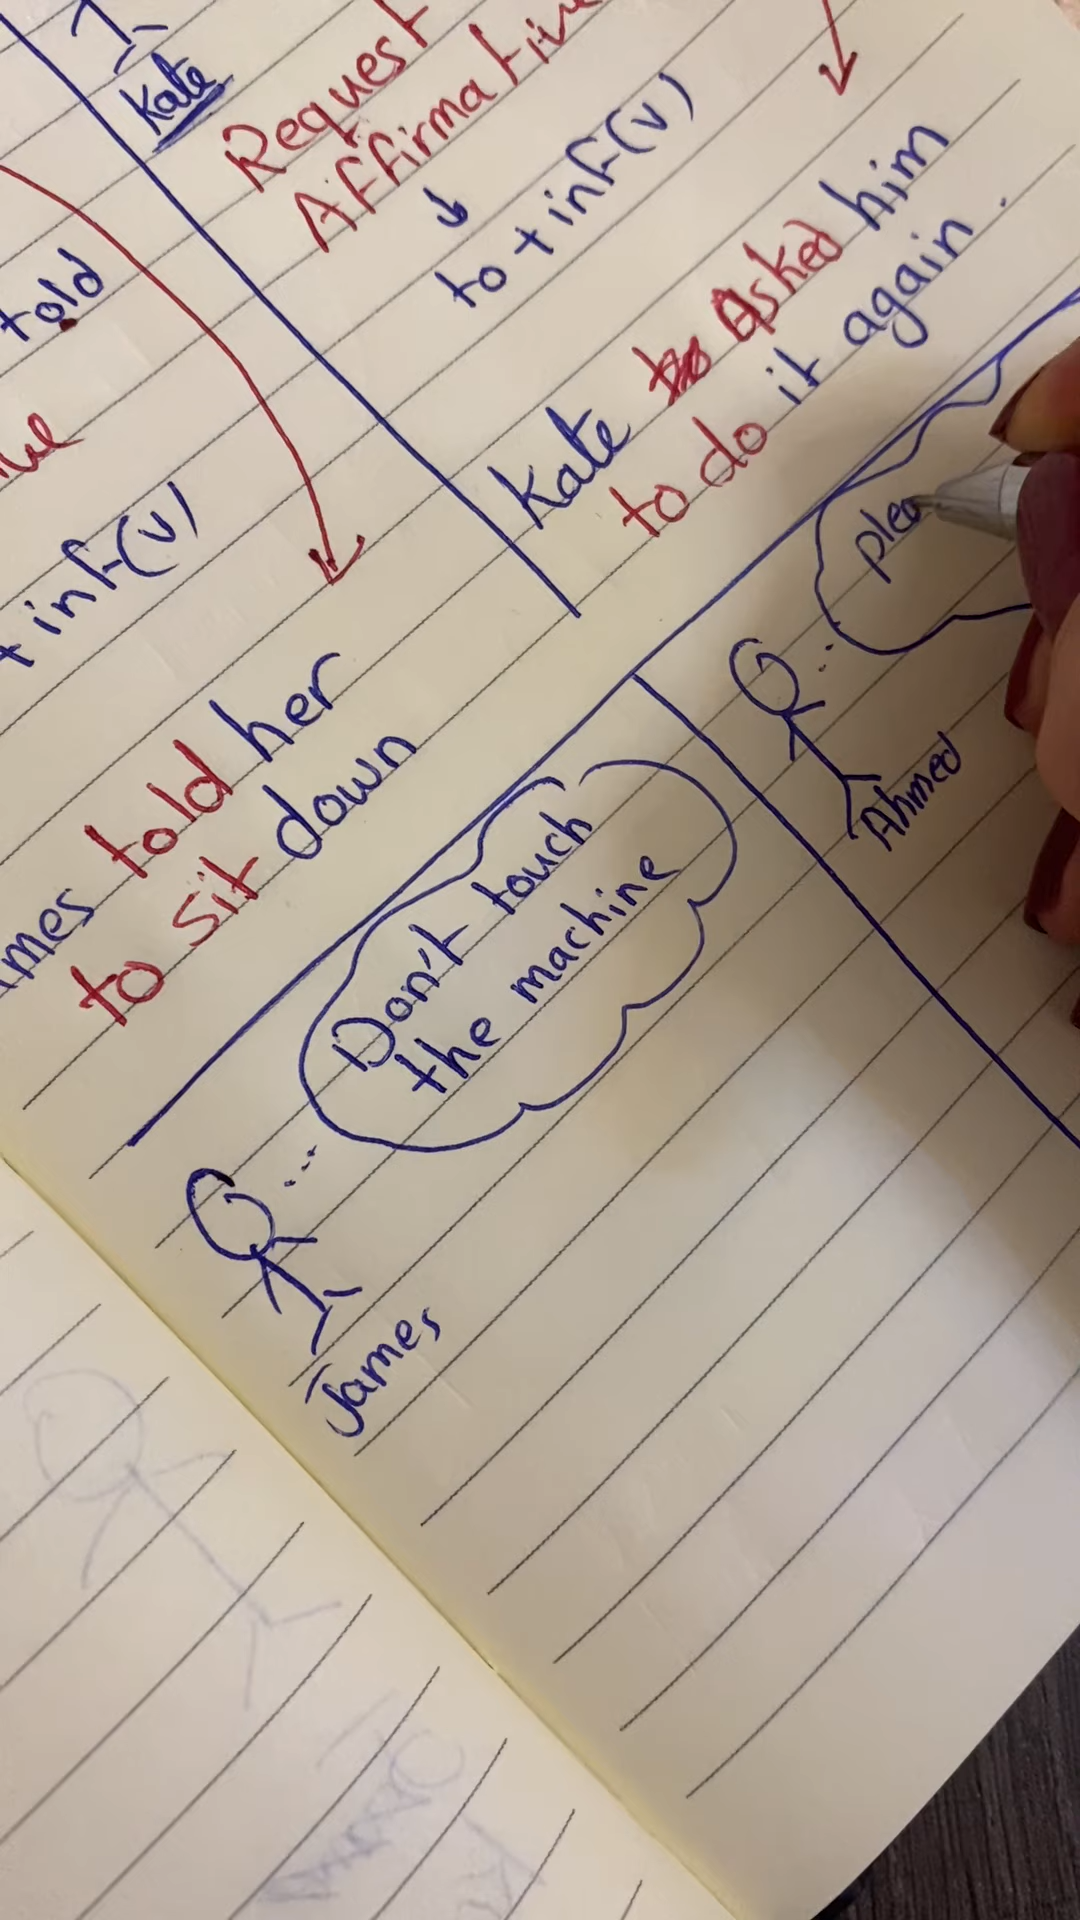 Kate
Request
Affirmative
to + inf(v)
told
+ inf(v)
Kate Asked him
to do it again.
told her
to sit down
Don't touch
the machine
James
plea
Ahmed